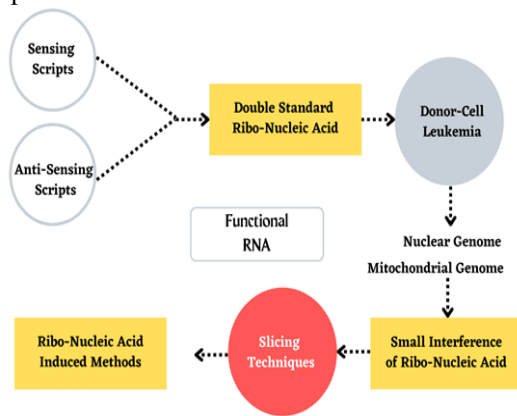 Sensing
Scripts
Anti-Sensing
Scripts
Double Standard
Ribo-Nucleic Acid
Donor-Cell
Leukemia
Functional
RNA
Nuclear Genome
Mitochondrial Genome
Small Interference
of Ribo-Nucleic Acid
Slicing
Techniques
Ribo-Nucleic Acid
Induced Methods